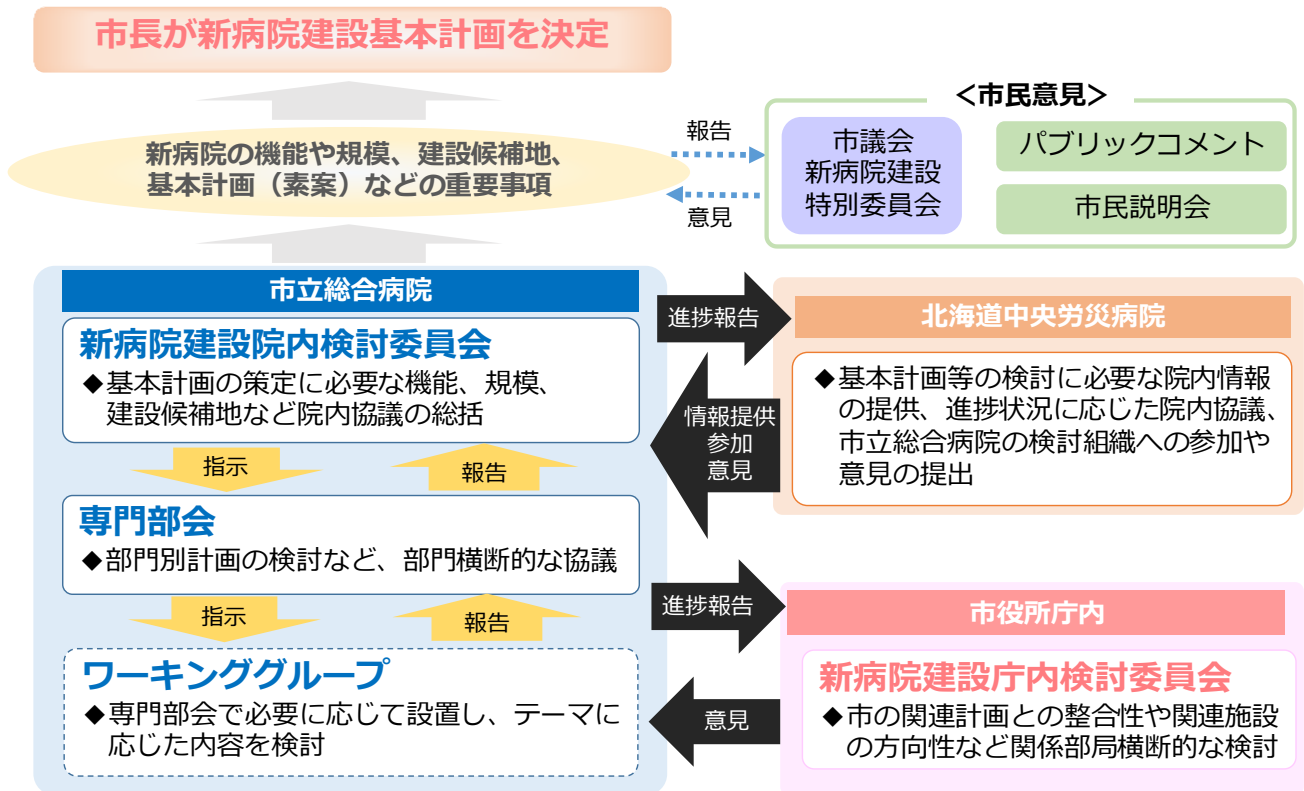 市長が新病院建設基本計画を決定
新病院の機能や規模、建設候補地、
基本計画（素案）などの重要事項
報告
意見
＜市民意見＞
市議会
新病院建設
特別委員会
パブリックコメント
市民説明会
市立総合病院
新病院建設院内検討委員会
◆基本計画の策定に必要な機能、規模、
建設候補地など院内協議の総括
指示
報告
専門部会
◆部門別計画の検討など、部門横断的な協議
指示
報告
ワーキンググループ
◆専門部会で必要に応じて設置し、テーマに
応じた内容を検討
進捗報告
情報提供
参加
意見
北海道中央労災病院
◆基本計画等の検討に必要な院内情報
の提供、進捗状況に応じた院内協議、
市立総合病院の検討組織への参加や
意見の提出
進捗報告
意見
市役所庁内
新病院建設庁内検討委員会
◆市の関連計画との整合性や関連施設
の方向性など関係部局横断的な検討